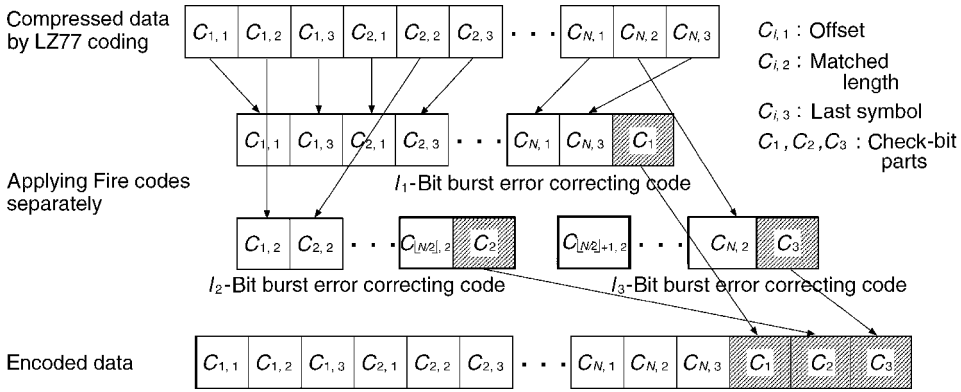 Compressed data
by LZ77 coding
C1, 1 C1, 2 C1, 3 C2, 1 C2, 2 C2, 3 · · · CN, 1 CN, 2 CN, 3
Ci, 1 : Offset
Ci, 2 : Matched
length
Ci, 3 : Last symbol
C1 , C2 , C3 : Check-bit
parts
C1, 1 C1, 3 C2, 1 C2, 3 · · · CN, 1 CN, 3 C1
l1-Bit burst error correcting code
Applying Fire codes
separately
C1, 2 C2, 2 · · · C⌊N/2⌋, 2 C2 C⌊N/2⌋+1, 2 · · · CN, 2 C3
l2-Bit burst error correcting code
l3-Bit burst error correcting code
Encoded data
C1, 1 C1, 2 C1, 3 C2, 1 C2, 2 C2, 3 · · · CN, 1 CN, 2 CN, 3 C1 C2 C3